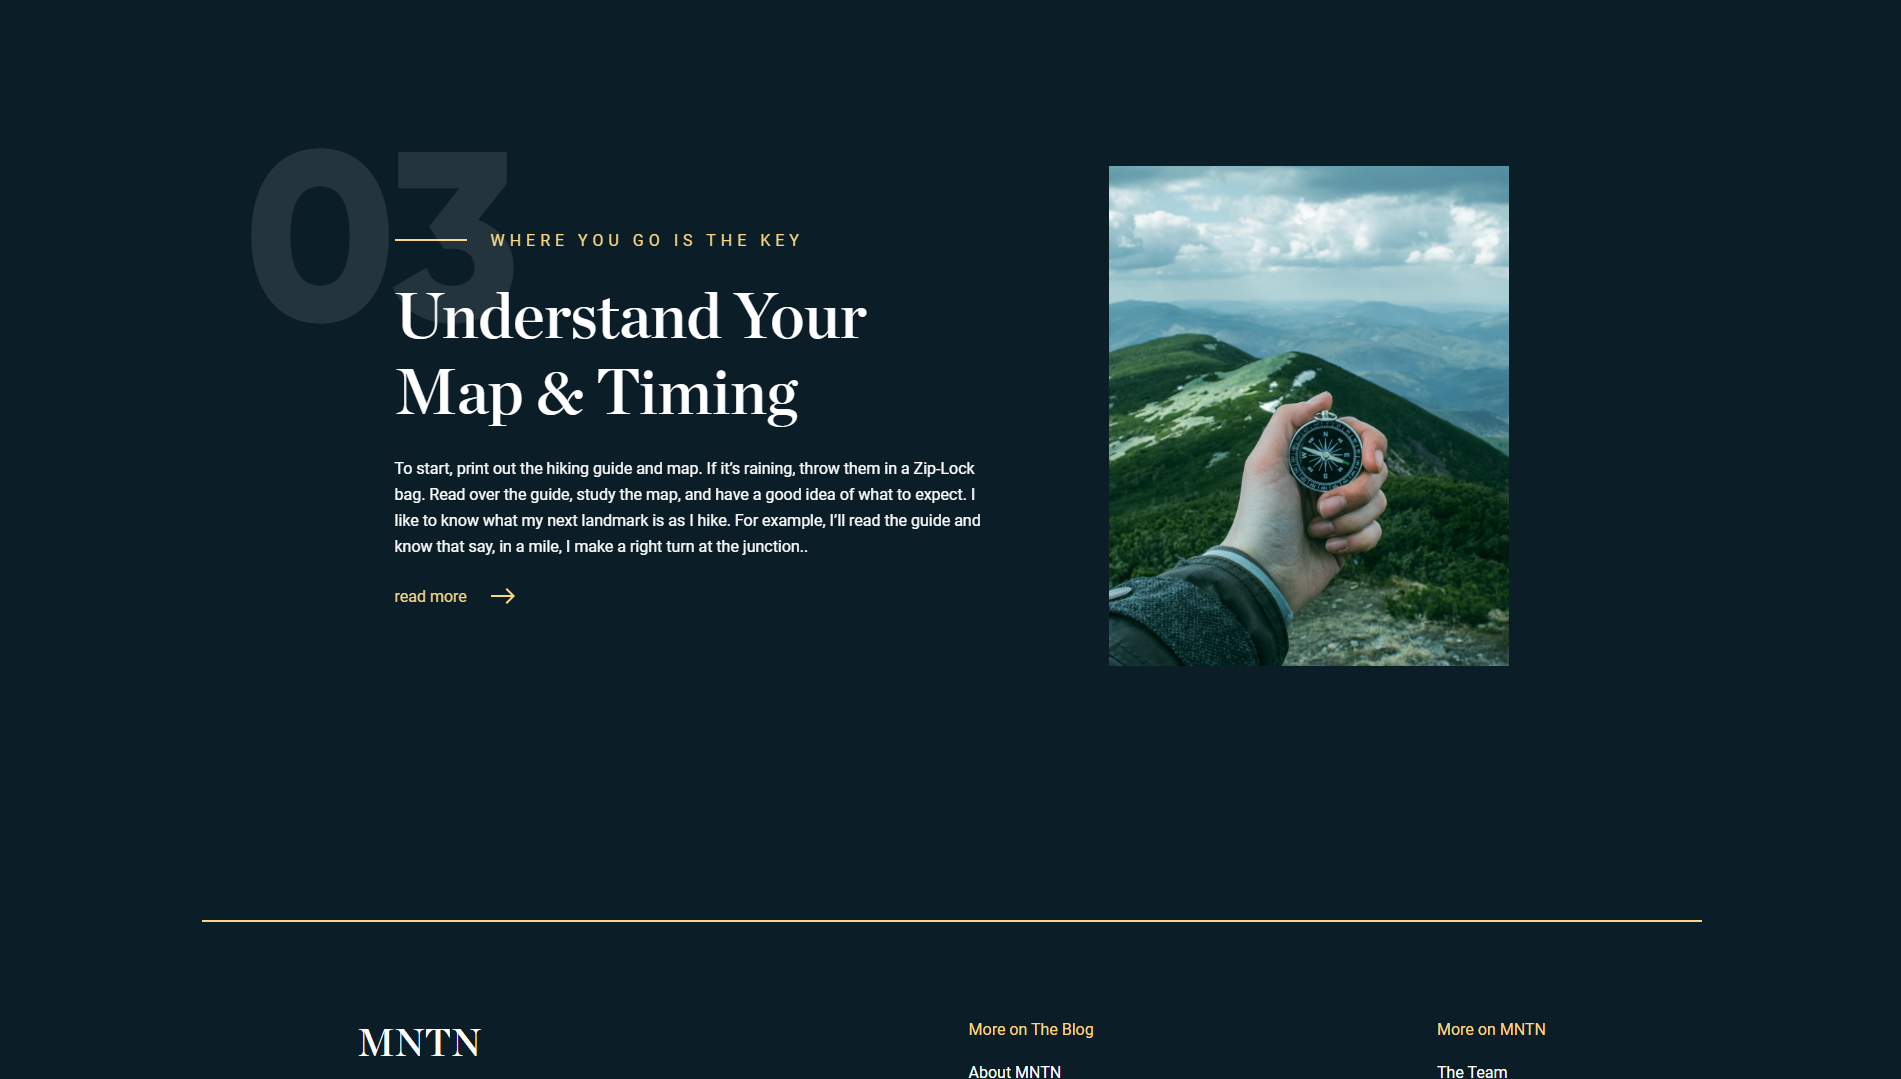 03
WHERE YOU GO IS THE KEY
Understand Your
Map & Timing
To start, print out the hiking guide and map. If it’s raining, throw them in a Zip-Lock
bag. Read over the guide, study the map, and have a good idea of what to expect. I
like to know what my next landmark is as I hike. For example, I’ll read the guide and
know that say, in a mile, I make a right turn at the junction..
read more
N
W E
S
MNTN
More on The Blog
About MNTN
More on MNTN
The Team